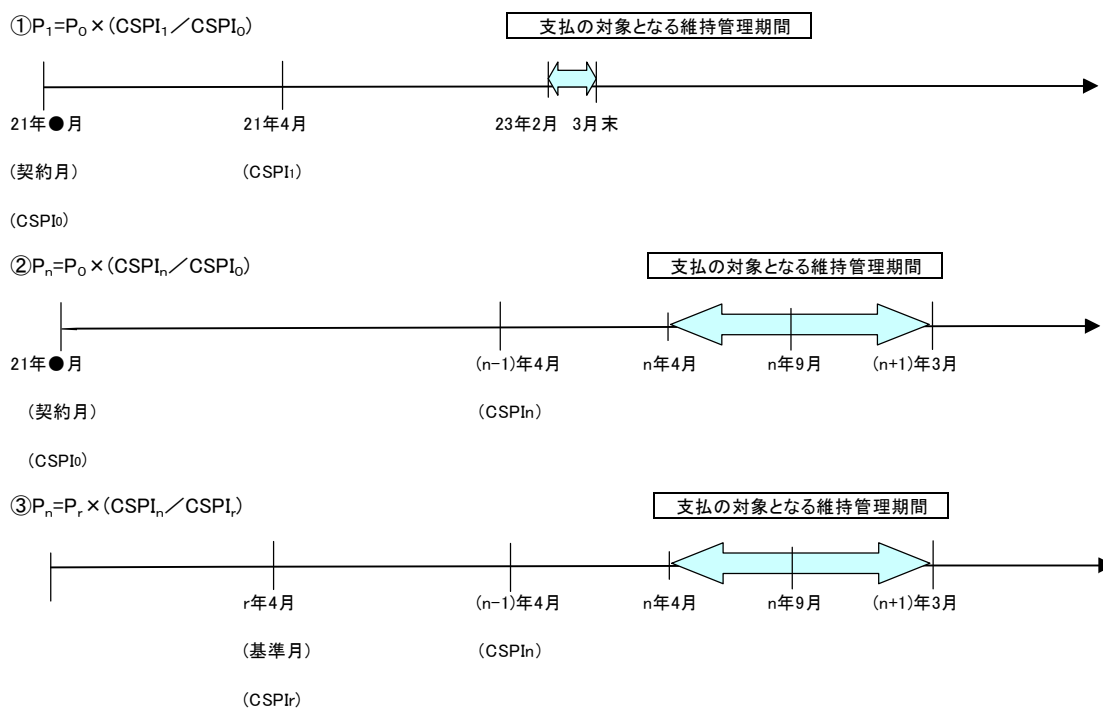 ①P₁=P₀×(CSPI₁／CSPI₀)
支払の対象となる維持管理期間
21年●月 21年4月 23年2月 3月末
(契約月) (CSPI₁)
(CSPI₀)
②Pₙ=P₀×(CSPIₙ／CSPI₀)
支払の対象となる維持管理期間
21年●月 (n-1)年4月 n年4月 n年9月 (n+1)年3月
(契約月) (CSPIn)
(CSPI₀)
③Pₙ=Pᵣ×(CSPIₙ／CSPIᵣ)
支払の対象となる維持管理期間
r年4月 (n-1)年4月 n年4月 n年9月 (n+1)年3月
(基準月) (CSPIn)
(CSPIr)